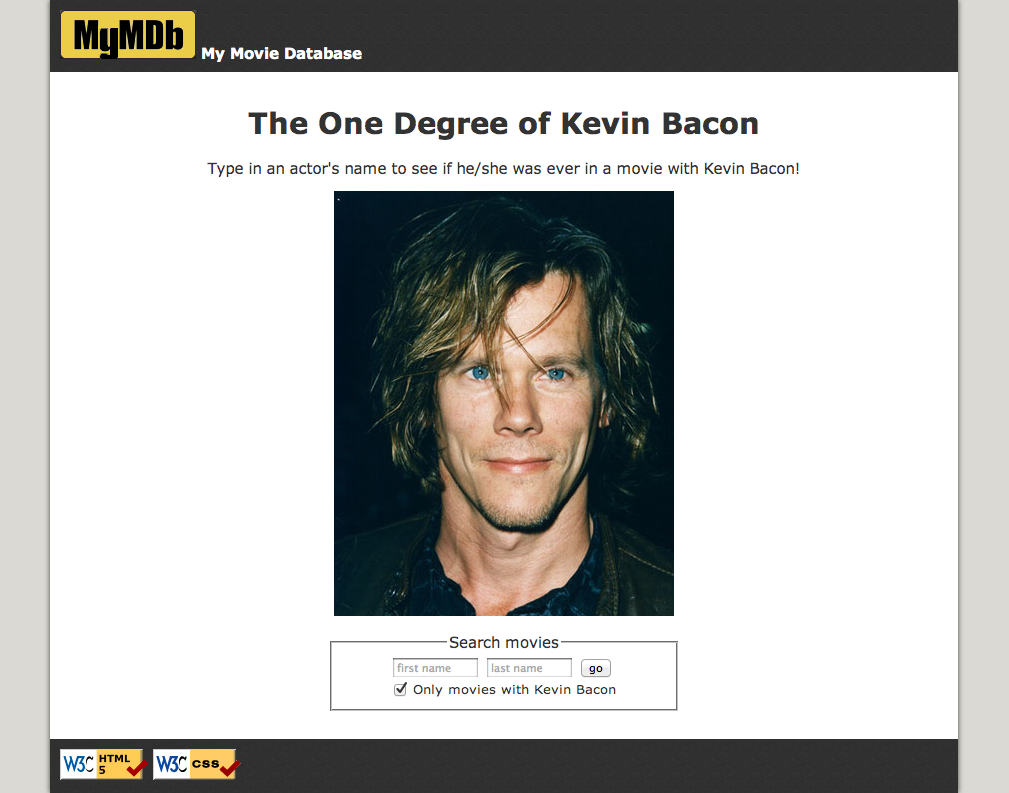 MyMDb My Movie Database
The One Degree of Kevin Bacon
Type in an actor's name to see if he/she was ever in a movie with Kevin Bacon!
Search movies
first name last name go
Only movies with Kevin Bacon
W3C HTML 5 W3C css